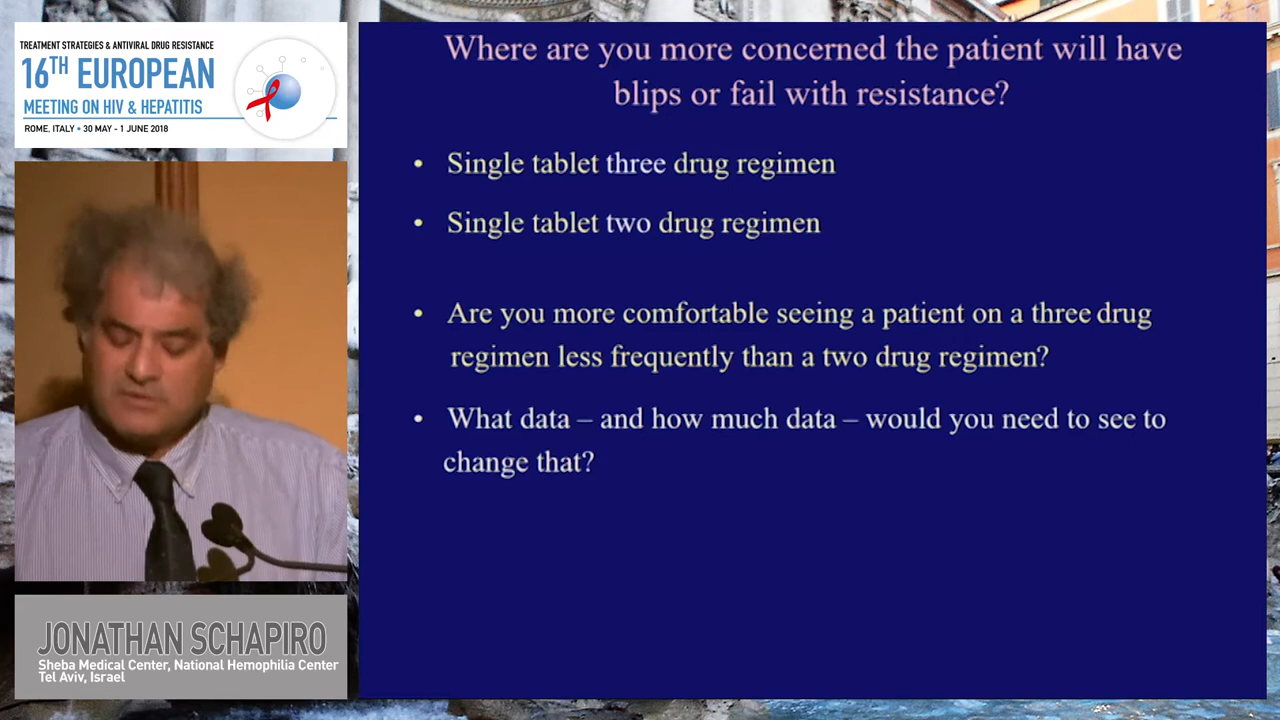 TREATMENT STRATEGIES & ANTIVIRAL DRUG RESISTANCE
16TH EUROPEAN
MEETING ON HIV & HEPATITIS
ROME, ITALY • 30 MAY - 1 JUNE 2018
Where are you more concerned the patient will have
blips or fail with resistance?
• Single tablet three drug regimen
• Single tablet two drug regimen
• Are you more comfortable seeing a patient on a three drug
regimen less frequently than a two drug regimen?
• What data – and how much data – would you need to see to
change that?
JONATHAN SCHAPIRO
Sheba Medical Center, National Hemophilia Center
Tel Aviv, Israel